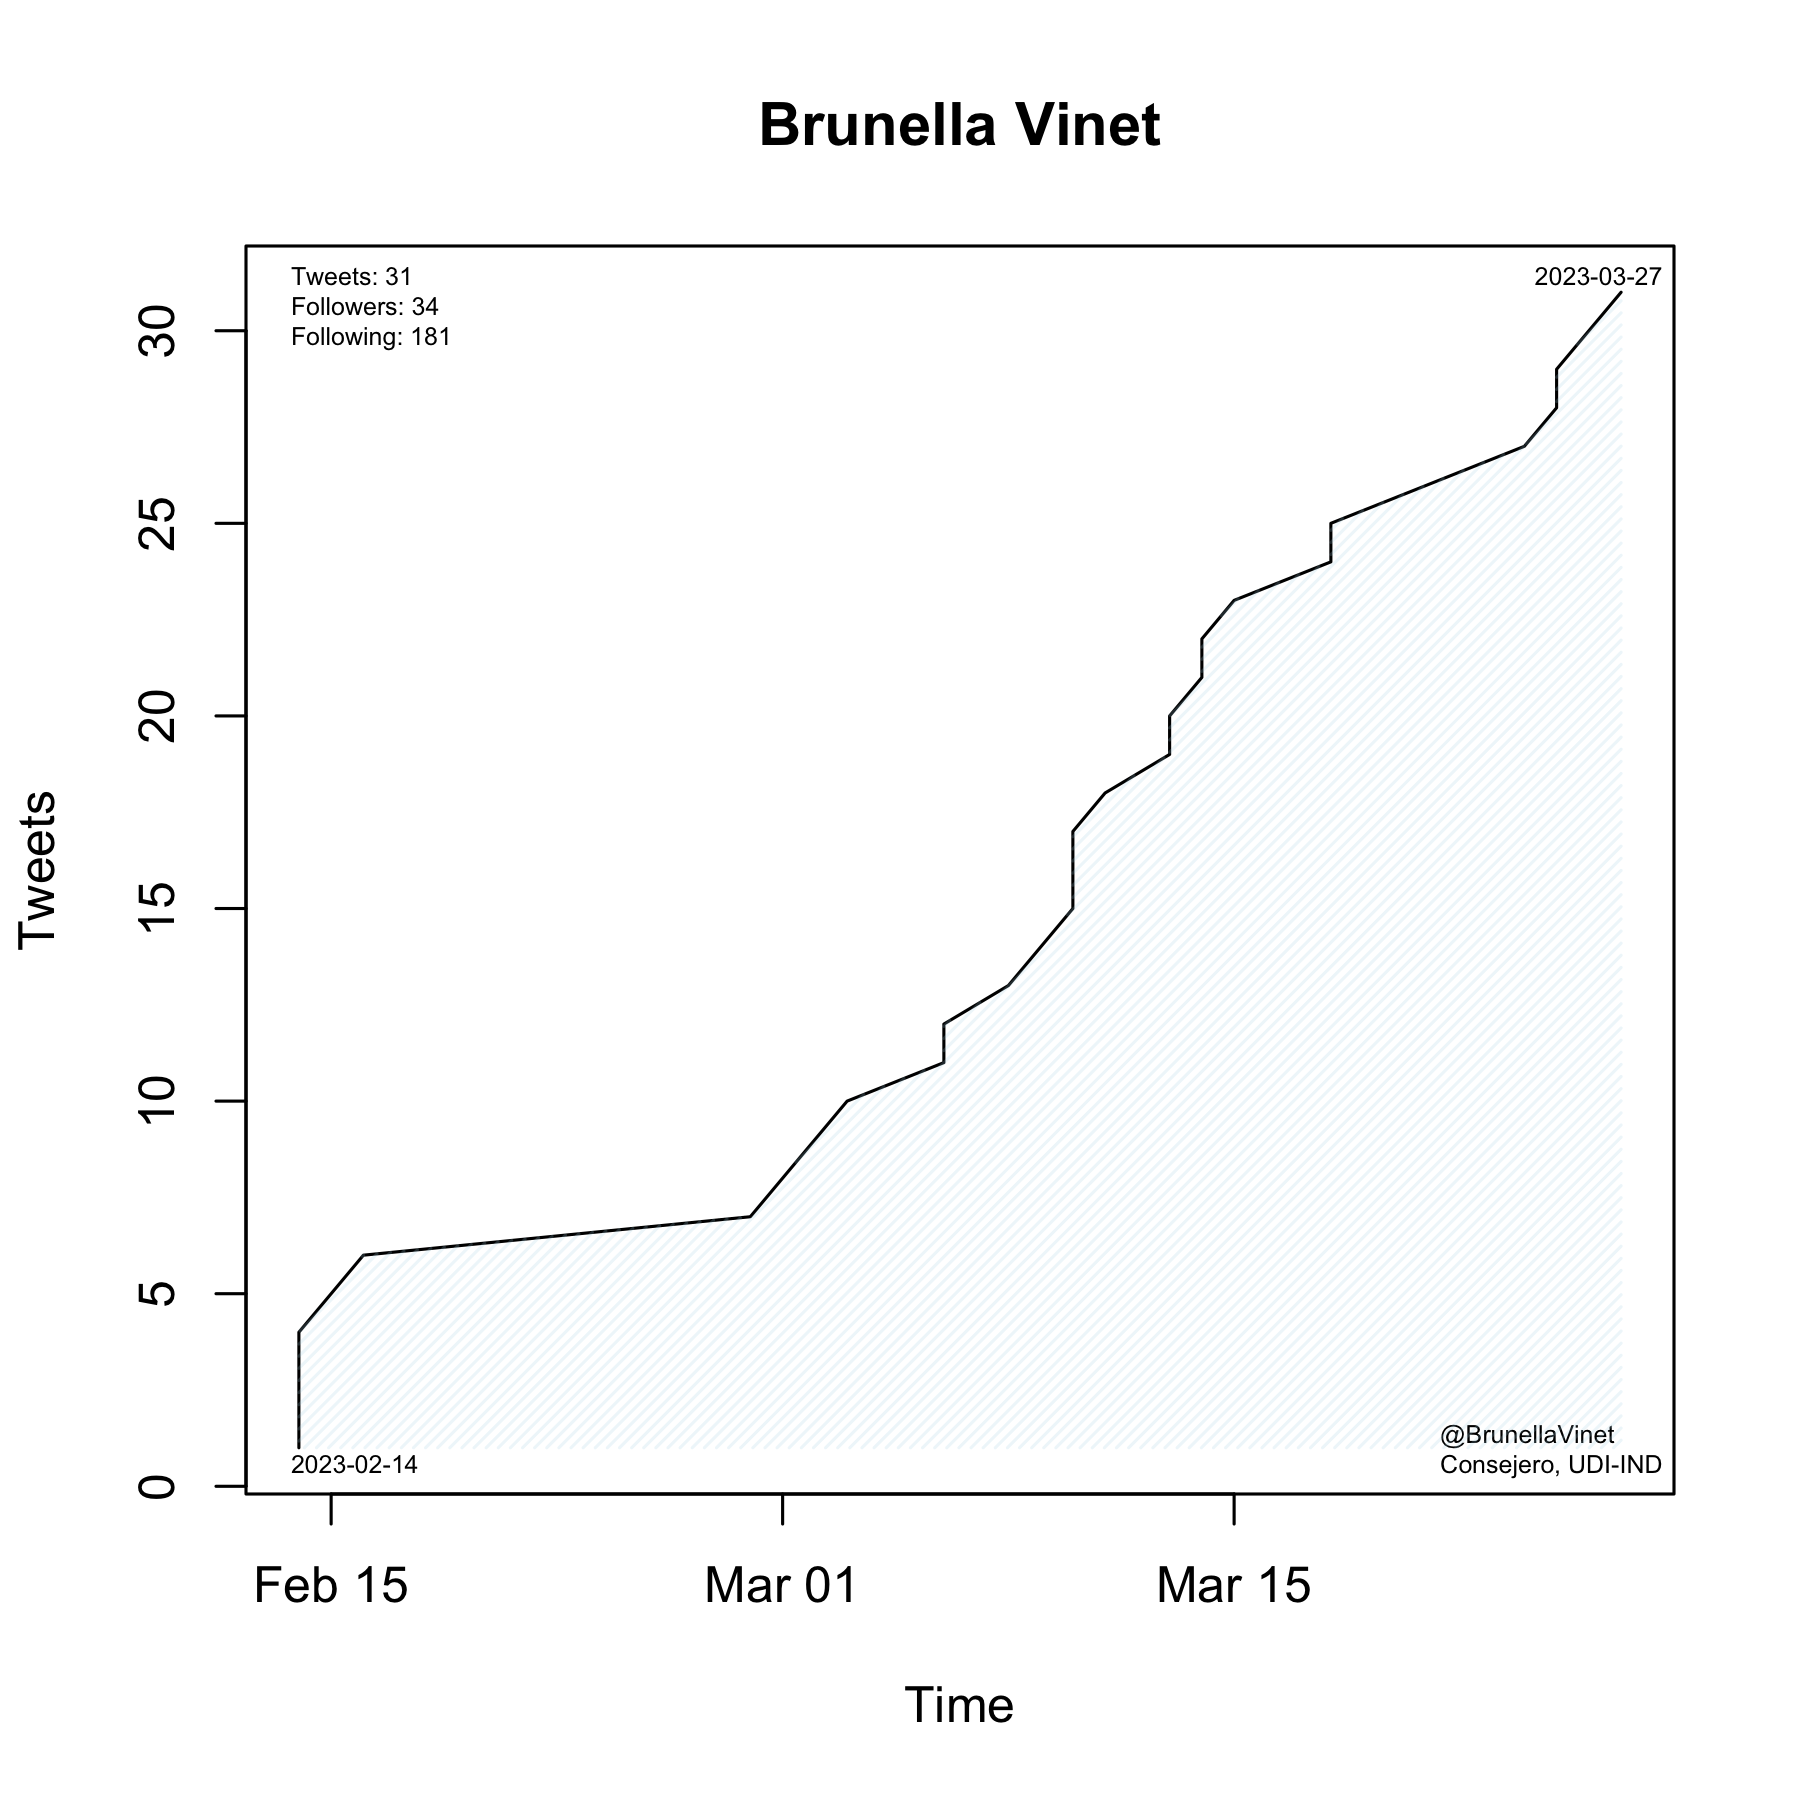 Brunella Vinet
Tweets: 31
Followers: 34
Following: 181
2023-03-27
30
25
20
15
10
5
0
Tweets
2023-02-14
@BrunellaVinet
Consejero, UDI-IND
Feb 15
Mar 01
Mar 15
Time